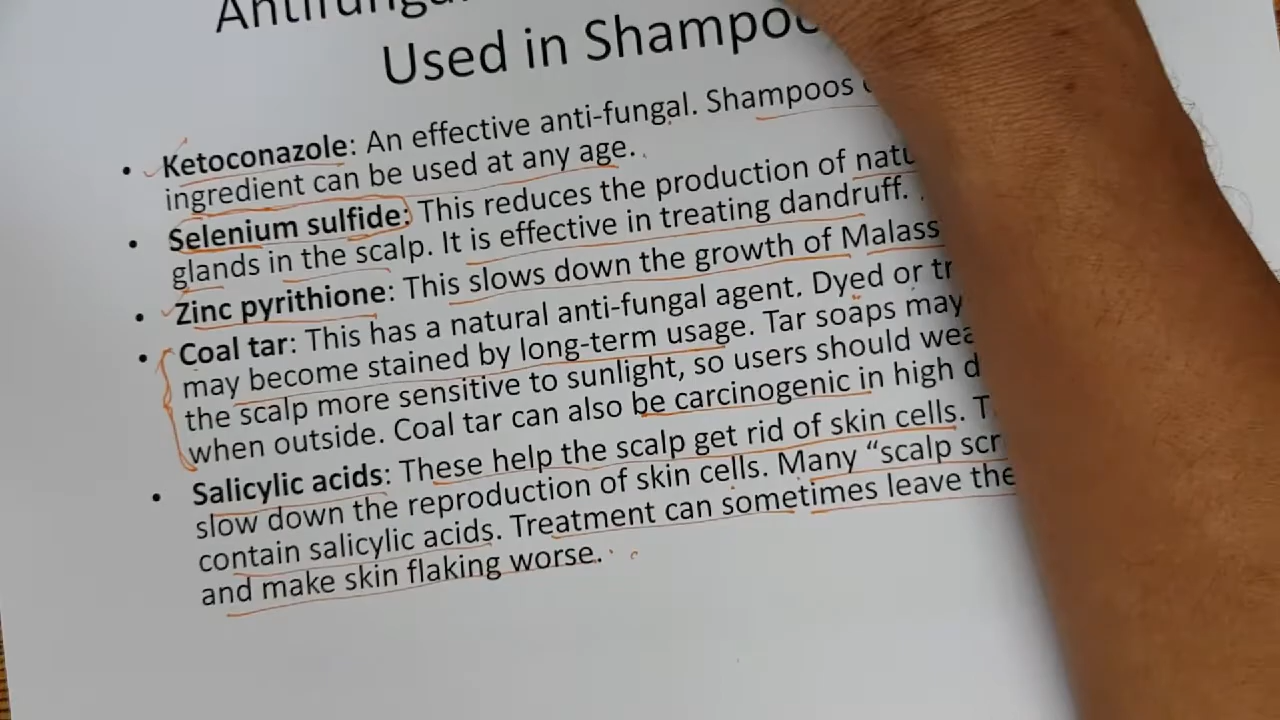 Used in
Ketoconazole: An effective anti-fungal. Shampoos
ingredient can be used at any age.
Selenium sulfide: This reduces the production of
glands in the scalp. It is effective in treating dandruff.
Zinc pyrithione: This slows down the growth of
Coal tar: This has a natural anti-fungal agent. Dyed or
may become stained by long-term usage. Tar soaps may
the scalp more sensitive to sunlight, so users should
when outside. Coal tar can also be carcinogenic in high
Salicylic acids: These help the scalp get rid of skin cells.
slow down the reproduction of skin cells. Many “scalp
contain salicylic acids. Treatment can sometimes leave the
and make skin flaking worse.